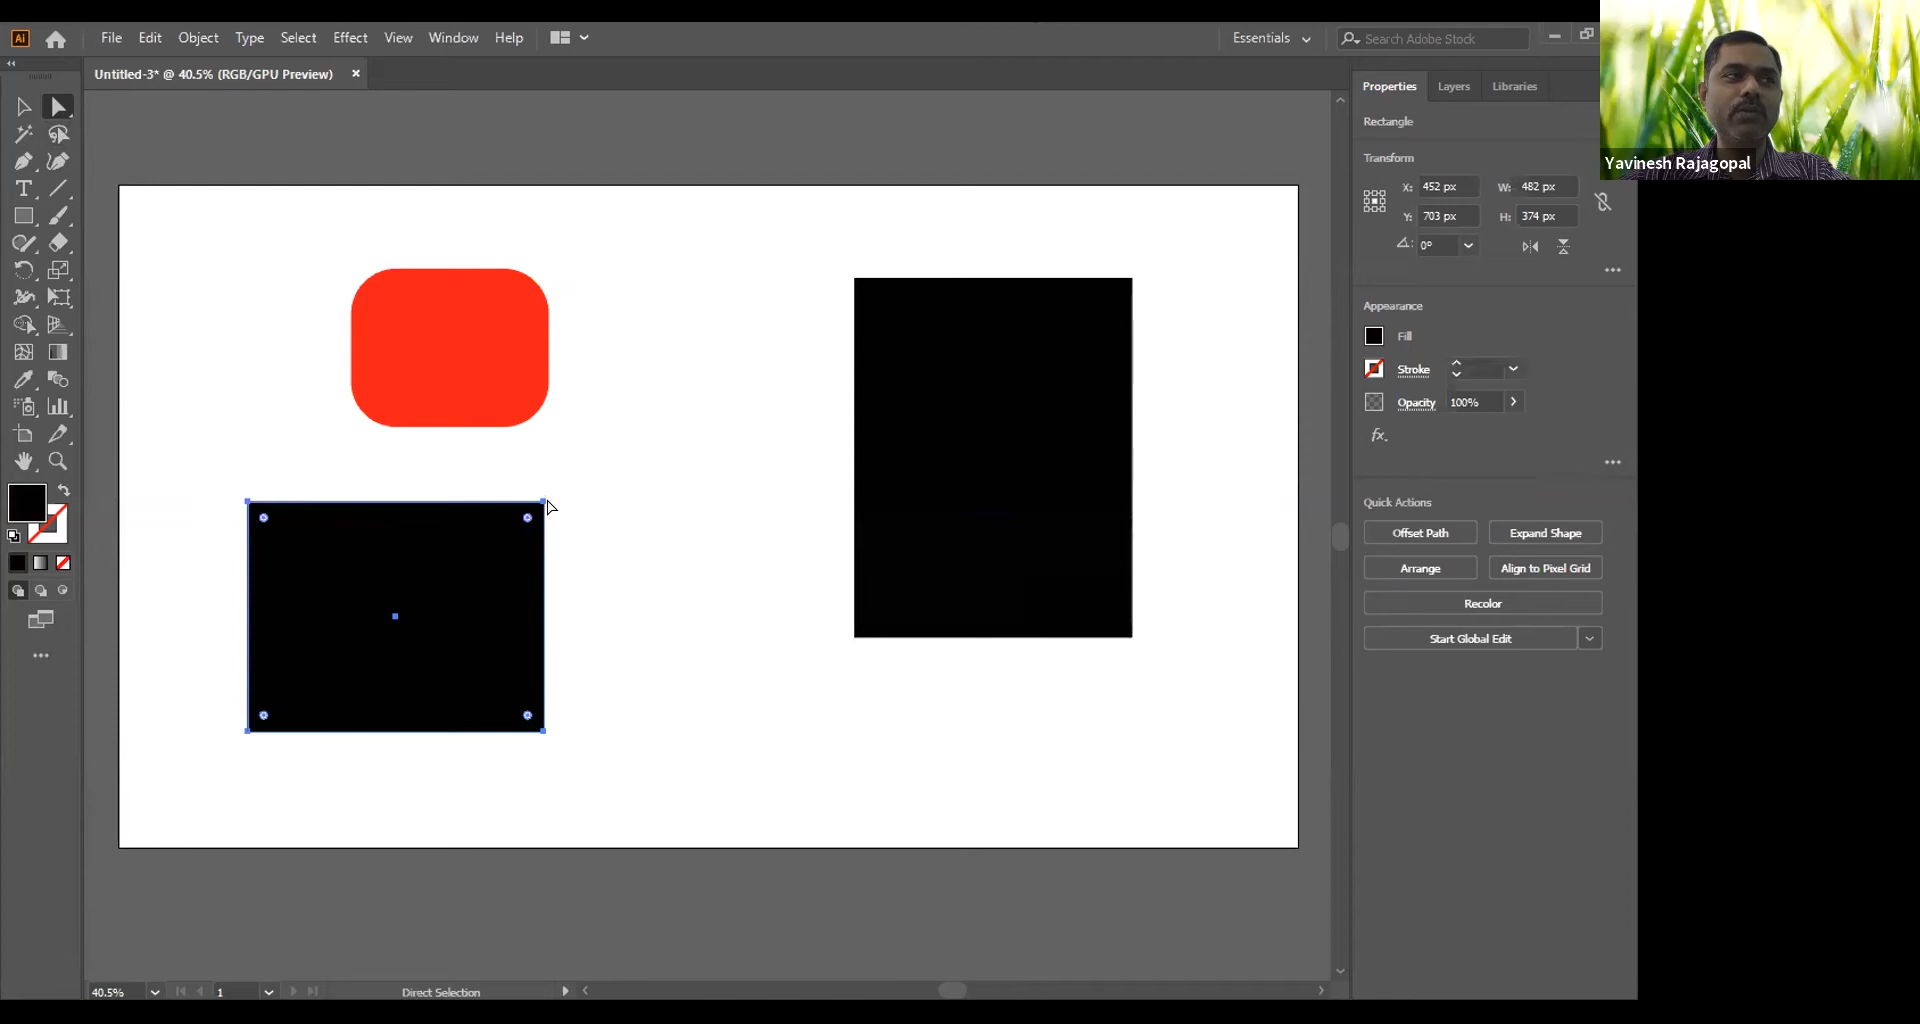 Ai File Edit Object Type Select Effect View Window Help Essentials Search Adobe Stock
Untitled-3* @ 40.5% (RGB/GPU Preview) ×
Properties Layers Libraries
Rectangle
Transform
X: 452 px W: 482 px
Y: 703 px H: 374 px
0°
Yavinesh Rajagopal
Appearance
Fill
Stroke
Opacity 100%
fx.
Quick Actions
Offset Path Expand Shape
Arrange Align to Pixel Grid
Recolor
Start Global Edit
40.5% 1 Direct Selection